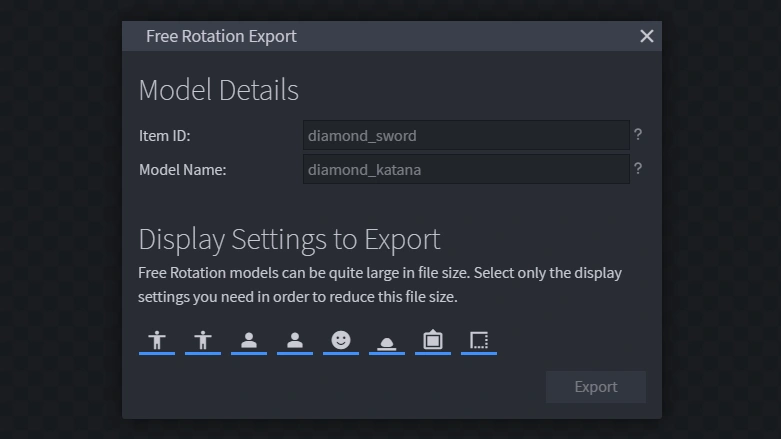 Free Rotation Export
Model Details
Item ID: diamond_sword ?
Model Name: diamond_katana ?
Display Settings to Export
Free Rotation models can be quite large in file size. Select only the display
settings you need in order to reduce this file size.
Export